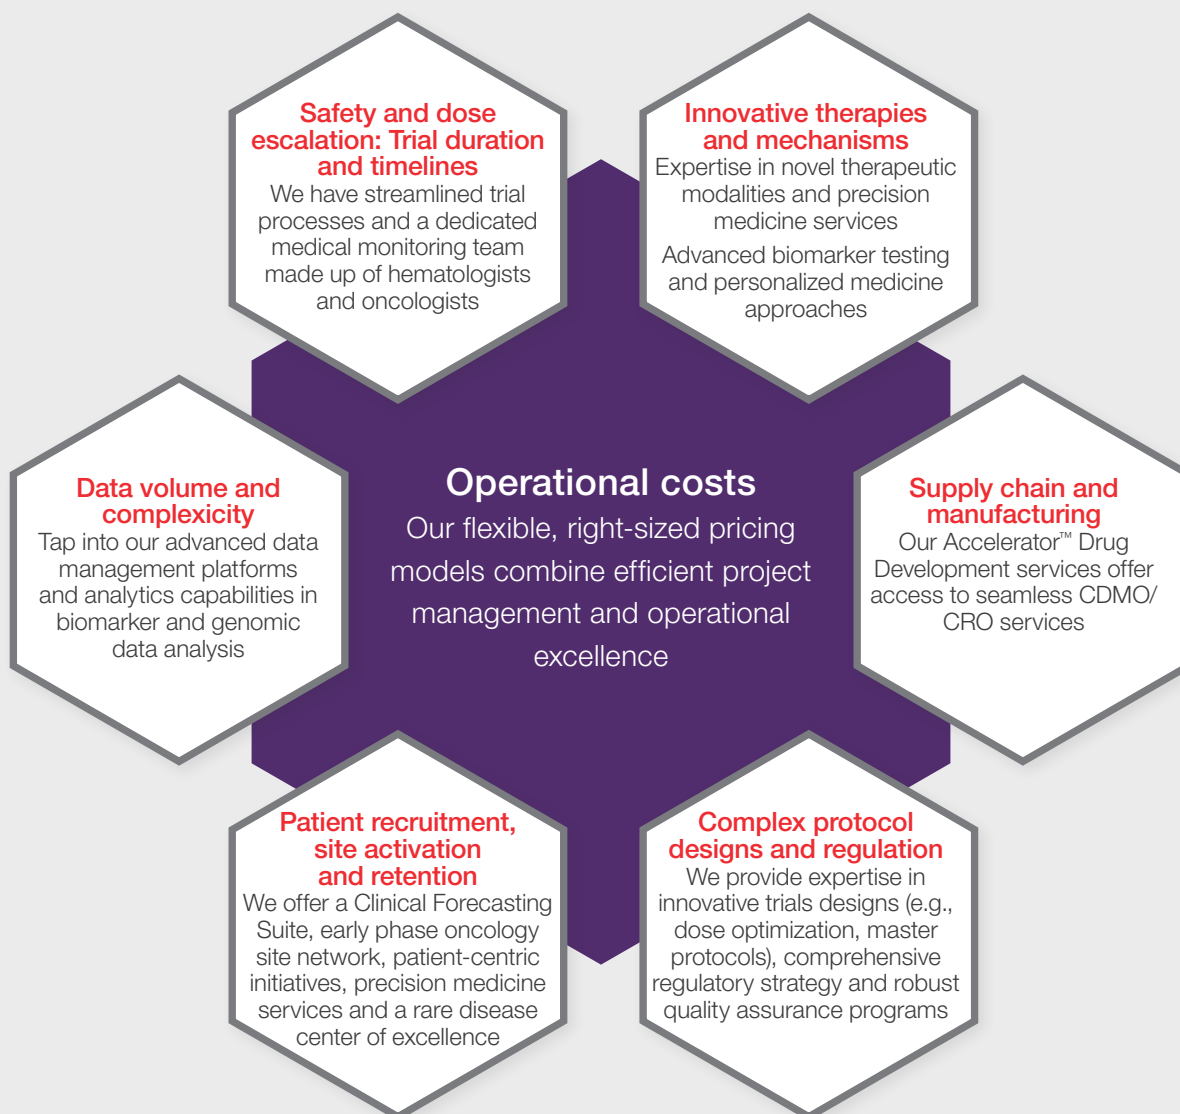 Safety and dose
escalation: Trial duration
and timelines
We have streamlined trial
processes and a dedicated
medical monitoring team
made up of hematologists
and oncologists
Innovative therapies
and mechanisms
Expertise in novel therapeutic
modalities and precision
medicine services
Advanced biomarker testing
and personalized medicine
approaches
Data volume and
complexicity
Tap into our advanced data
management platforms
and analytics capabilities in
biomarker and genomic
data analysis
Operational costs
Our flexible, right-sized pricing
models combine efficient project
management and operational
excellence
Supply chain and
manufacturing
Our Accelerator™ Drug
Development services offer
access to seamless CDMO/
CRO services
Patient recruitment,
site activation
and retention
We offer a Clinical Forecasting
Suite, early phase oncology
site network, patient-centric
initiatives, precision medicine
services and a rare disease
center of excellence
Complex protocol
designs and regulation
We provide expertise in
innovative trials designs (e.g.,
dose optimization, master
protocols), comprehensive
regulatory strategy and robust
quality assurance programs